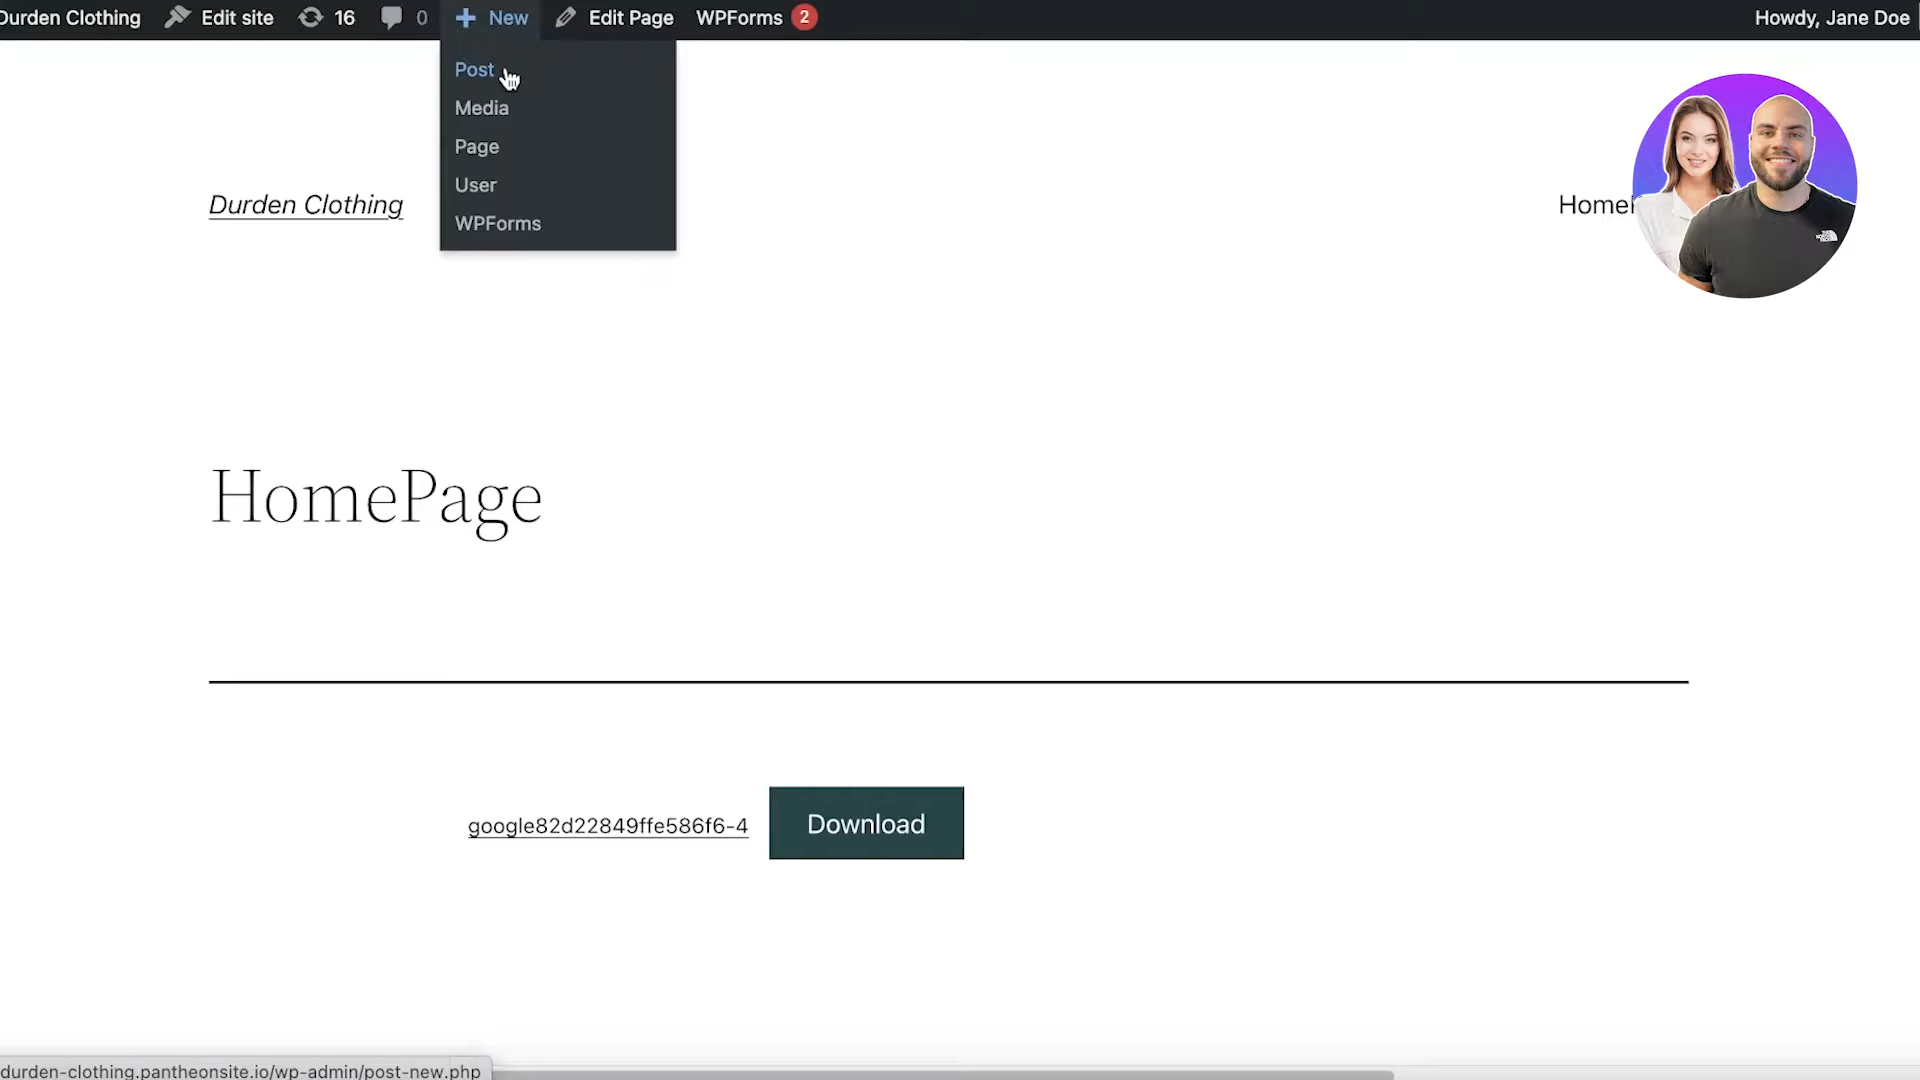 Durden Clothing Edit site 16 0 New Edit Page WPForms 2 Howdy, Jane Doe
Post
Media
Page
User
WPForms
Durden Clothing
HomePage
google82d22849ffe586f6-4 Download
durden-clothing.pantheonsite.io/wp-admin/post-new.php